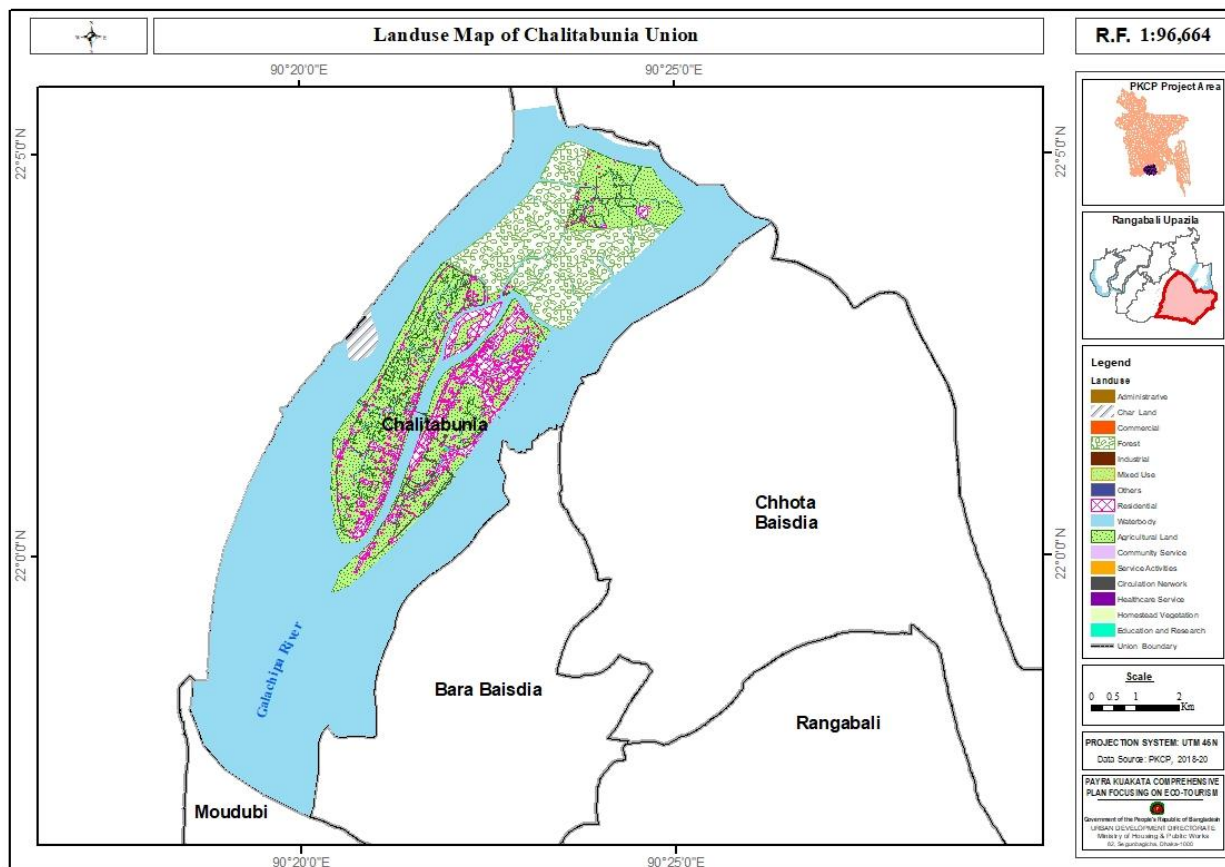 Landuse Map of Chalitabunia Union
R.F. 1:96,664
90°20'0"E
90°25'0"E
22°5'0"N
22°5'0"N
22°0'0"N
22°0'0"N
90°20'0"E
90°25'0"E
Chalitabunia
Chhota
Baisdia
Bara Baisdia
Rangabali
Moudubi
Galachipa River
PKCP Project Area
Rangabali Upazila
Legend
Landuse
Administrative
Char Land
Commercial
Forest
Industrial
Mixed Use
Others
Residential
Waterbody
Agricultural Land
Community Service
Service Activities
Circulation Nerwork
Healthcare Service
Homestead Vegetation
Education and Research
Union Boundary
Scale
0 0.5 1 2
Km
PROJECTION SYSTEM: UTM 46N
Data Source: PKCP, 2018-20
PAYRA KUAKATA COMPREHENSIVE
PLAN FOCUSING ON ECO-TOURISM
Government of the People's Republic of Bangladesh
URBAN DEVELOPMENT DIRECTORATE
Ministry of Housing & Public Works
82, Segunbagicha, Dhaka-1000